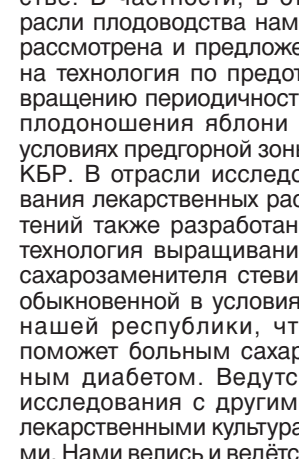 стве. В частности, в от
расли плодоводства нам
рассмотрена и предложе
на технология по предот
вращению периодичност
плодоношения яблони
условиях предгорной зоны
КБР. В отрасли исследо
вания лекарственных рас
тений также разработан
технология выращивани
сахарозаменителя стеви
обыкновенной в условия
нашей республики, чт
поможет больным сахар
ным диабетом. Ведутс
исследования с другим
лекарственными культура
ми. Нами велись и ведётс